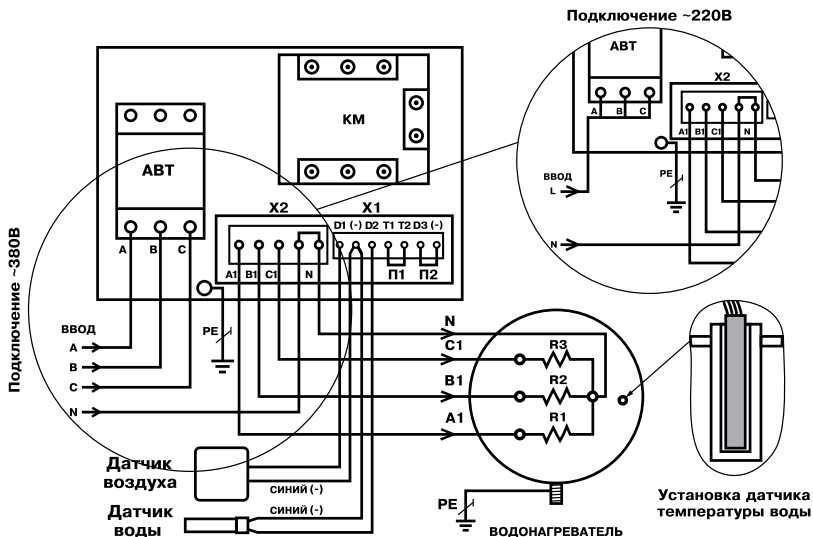 Подключение ~220В
АВТ
X2
A
B
C
A1 B1 C1 N
ВВОД
L
PE
N
КМ
АВТ
Подключение ~380В
X2
X1
D1 (-) D2 T1 T2 D3 (-)
A
B
C
A1 B1 C1 N
П1 П2
PE
ВВОД
A
B
C
N
N
C1
B1
A1
R3
R2
R1
Датчик
воздуха
СИНИЙ (-)
Датчик
воды
СИНИЙ (-)
PE
ВОДОНАГРЕВАТЕЛЬ
Установка датчика
температуры воды